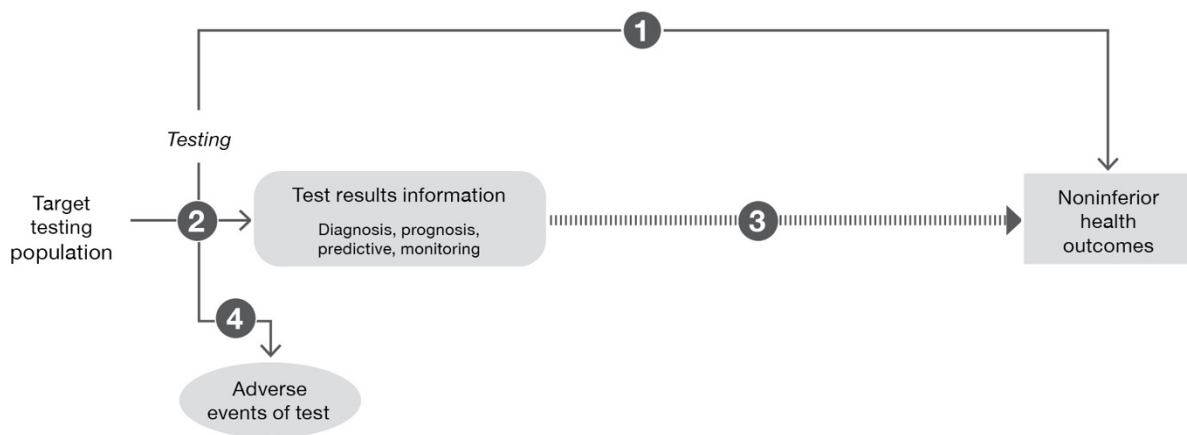 1
Testing
Target
testing
population
2
Test results information
Diagnosis, prognosis,
predictive, monitoring
3
Noninferior
health
outcomes
4
Adverse
events of test